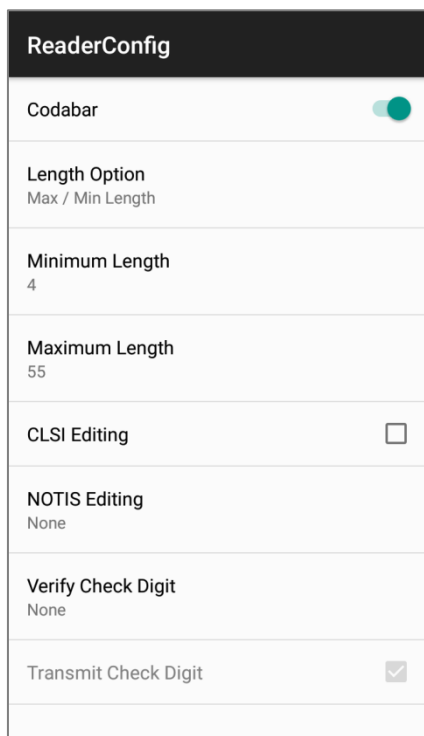 ReaderConfig
Codabar
Length Option
Max / Min Length
Minimum Length
4
Maximum Length
55
CLSI Editing
NOTIS Editing
None
Verify Check Digit
None
Transmit Check Digit